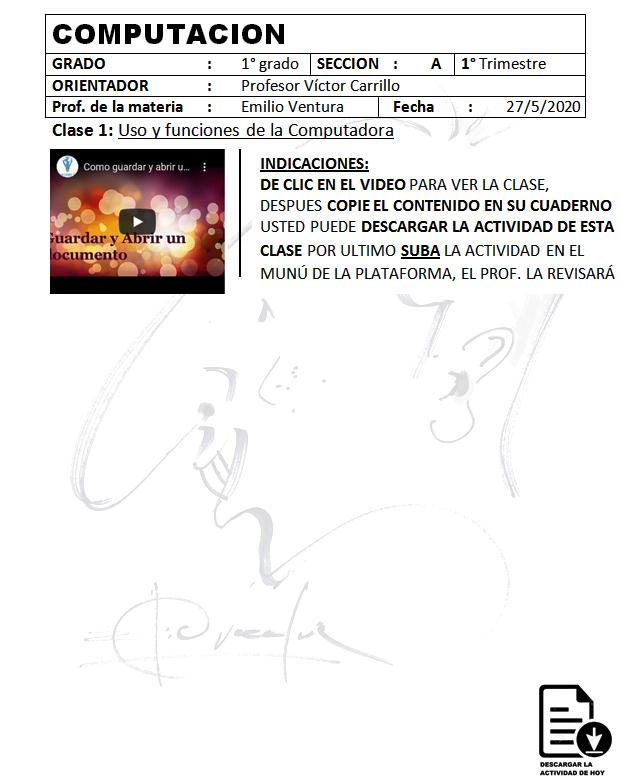 COMPUTACION
GRADO : 1° grado SECCION : A 1° Trimestre
ORIENTADOR : Profesor Víctor Carrillo
Prof. de la materia : Emilio Ventura Fecha : 27/5/2020
Clase 1: Uso y funciones de la Computadora
Como guardar y abrir u...
Guardar y Abrir un
documento
INDICACIONES:
DE CLIC EN EL VIDEO PARA VER LA CLASE,
DESPUES COPIE EL CONTENIDO EN SU CUADERNO
USTED PUEDE DESCARGAR LA ACTIVIDAD DE ESTA
CLASE POR ULTIMO SUBA LA ACTIVIDAD EN EL
MUNÚ DE LA PLATAFORMA, EL PROF. LA REVISARÁ
DESCARGAR LA
ACTIVIDAD DE HOY